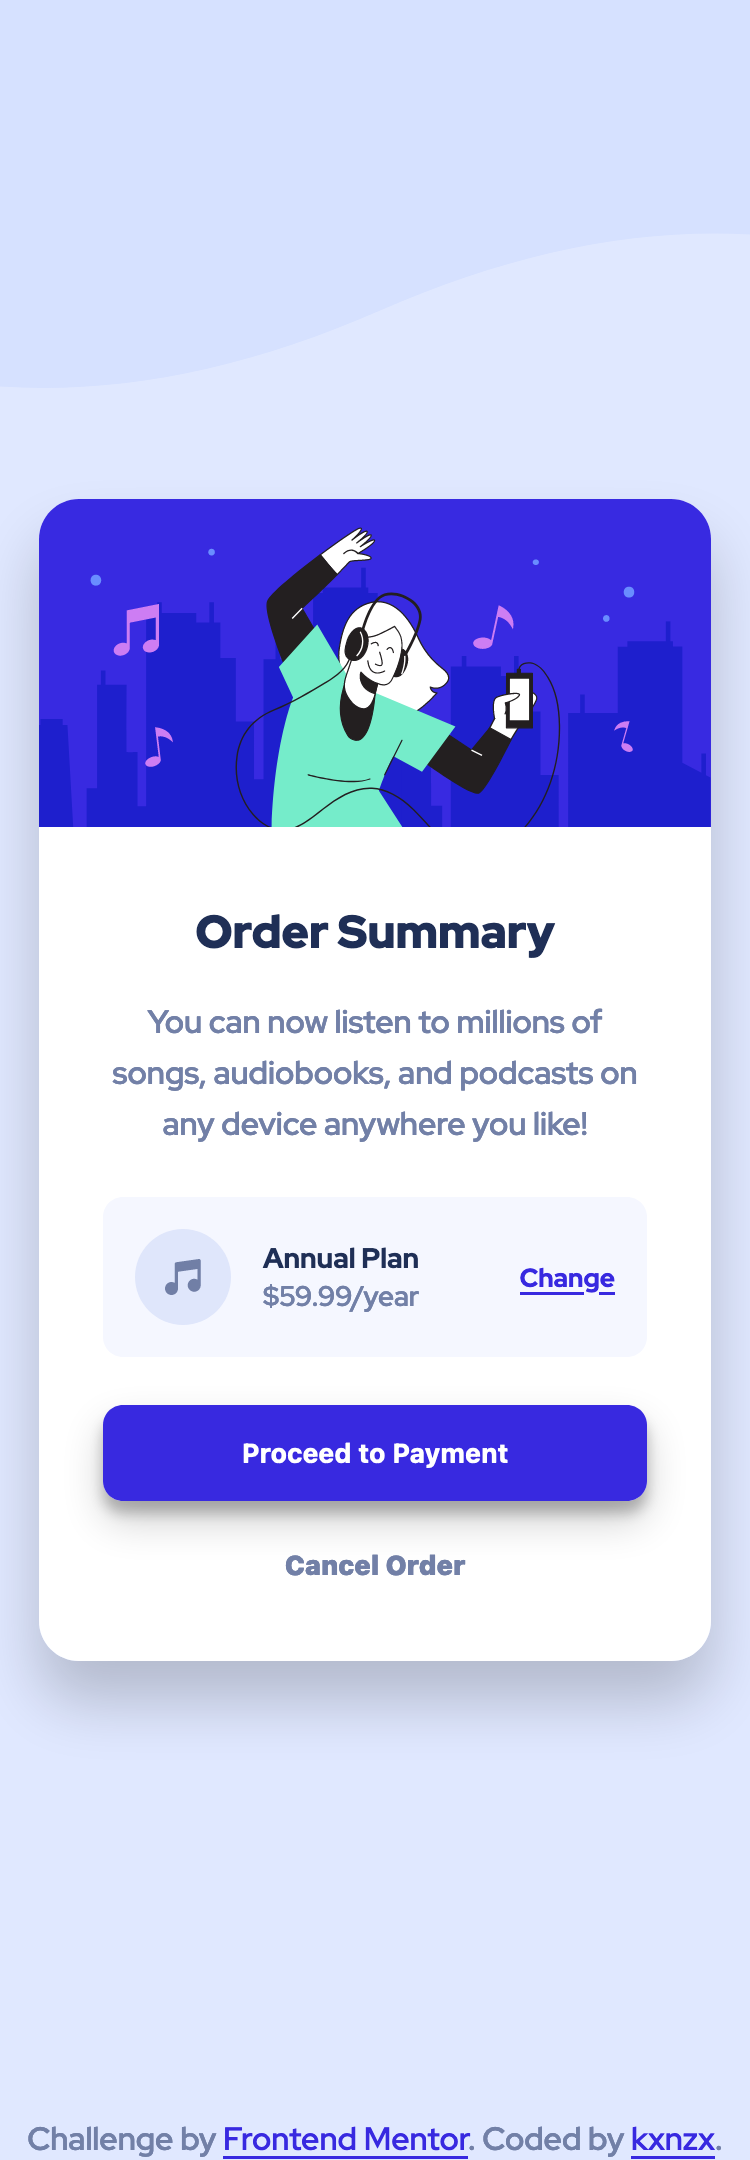 Order Summary
You can now listen to millions of
songs, audiobooks, and podcasts on
any device anywhere you like!
Annual Plan
$59.99/year
Change
Proceed to Payment
Cancel Order
Challenge by Frontend Mentor. Coded by kxnzx.